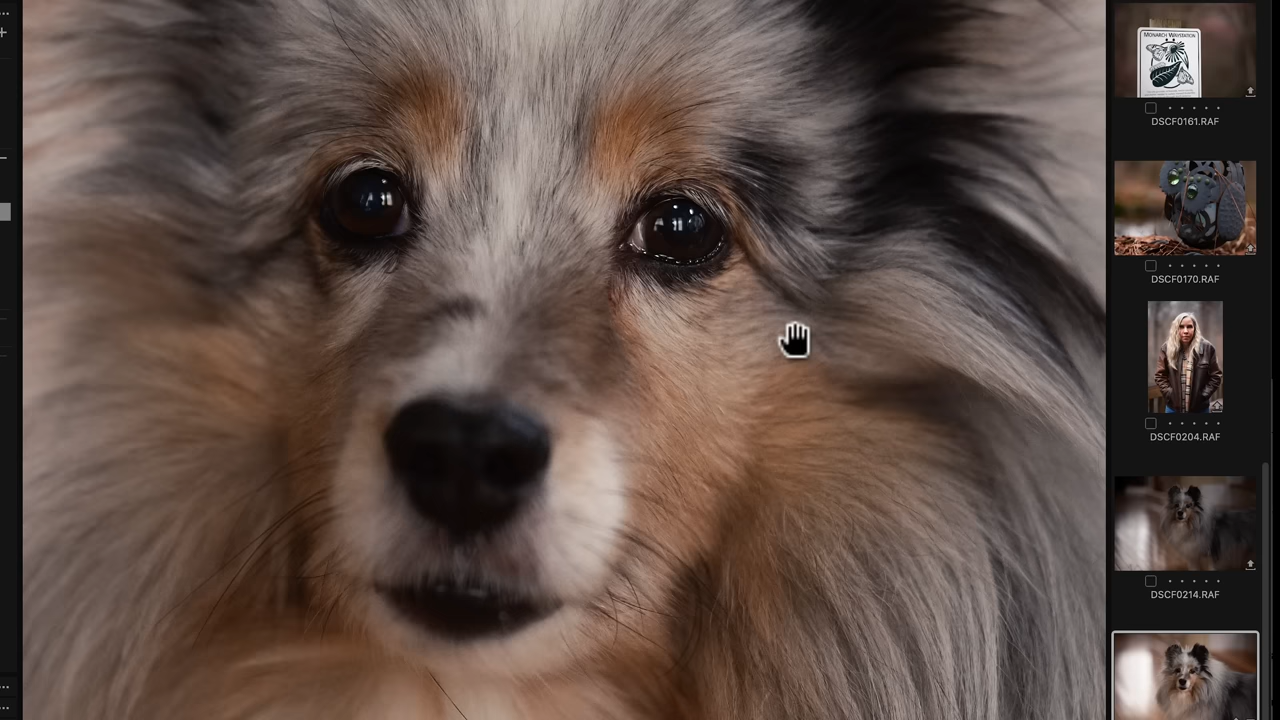 MONARCH WAYSTATION
DSCF0161.RAF
DSCF0170.RAF
DSCF0204.RAF
DSCF0214.RAF